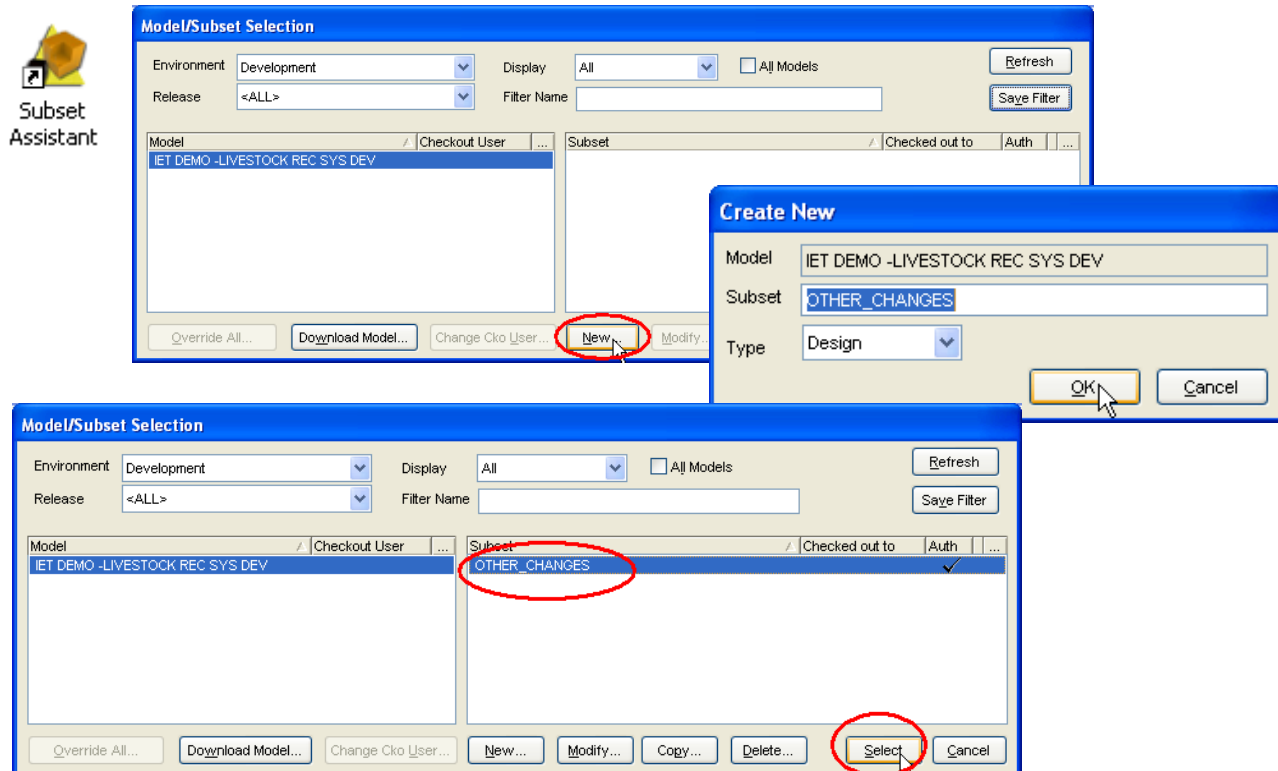 Subset
Assistant
Model/Subset Selection
Environment Development Display All All Models Refresh
Release <ALL> Filter Name Save Filter
Model Checkout User ... Subset Checked out to Auth ...
IET DEMO -LIVESTOCK REC SYS DEV
Override All... Download Model... Change Cko User... New... Modify...
Create New
Model IET DEMO -LIVESTOCK REC SYS DEV
Subset OTHER_CHANGES
Type Design
OK Cancel
Model/Subset Selection
Environment Development Display All All Models Refresh
Release <ALL> Filter Name Save Filter
Model Checkout User ... Subset Checked out to Auth ...
IET DEMO -LIVESTOCK REC SYS DEV OTHER_CHANGES
Override All... Download Model... Change Cko User... New... Modify... Copy... Delete... Select Cancel